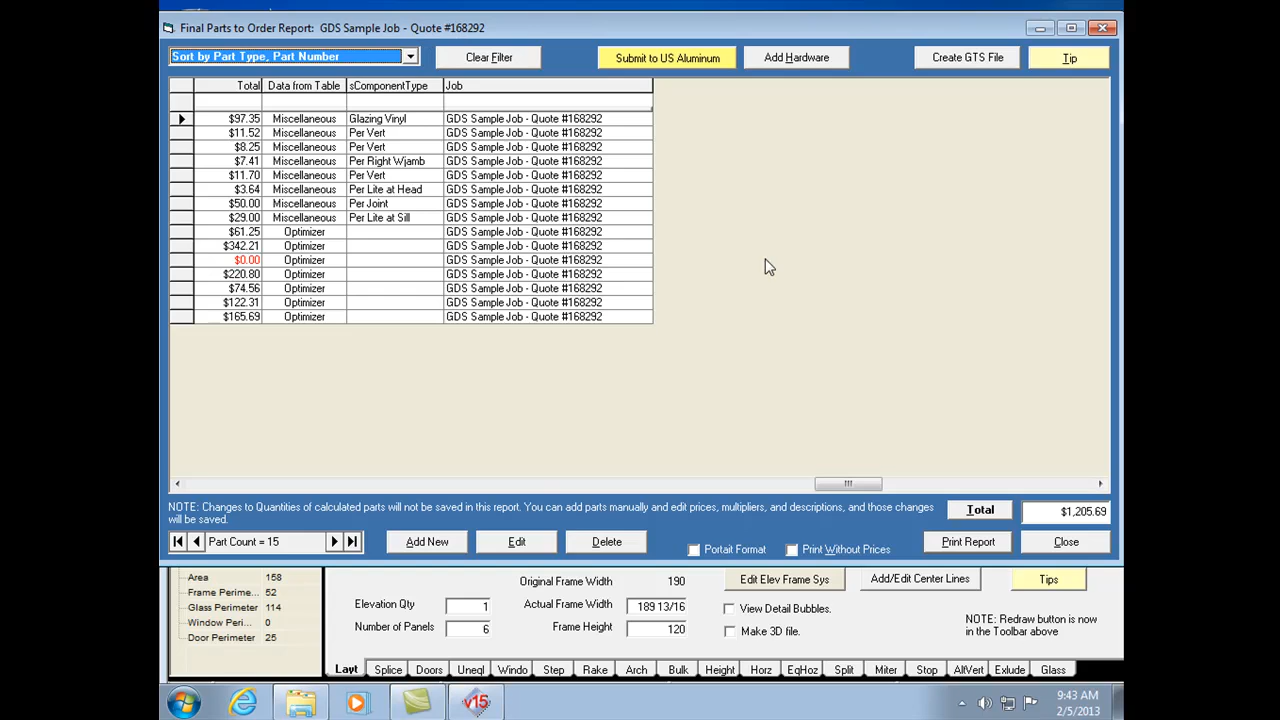 Final Parts to Order Report:  GDS Sample Job - Quote #168292
Sort by Part Type, Part Number
Clear Filter
Submit to US Aluminum
Add Hardware
Create GTS File
Tip
Total Data from Table sComponentType Job
$97.35 Miscellaneous Glazing Vinyl GDS Sample Job - Quote #168292
$11.52 Miscellaneous Per Vert GDS Sample Job - Quote #168292
$8.25 Miscellaneous Per Vert GDS Sample Job - Quote #168292
$7.41 Miscellaneous Per Right Wjamb GDS Sample Job - Quote #168292
$11.70 Miscellaneous Per Vert GDS Sample Job - Quote #168292
$3.64 Miscellaneous Per Lite at Head GDS Sample Job - Quote #168292
$50.00 Miscellaneous Per Joint GDS Sample Job - Quote #168292
$29.00 Miscellaneous Per Lite at Sill GDS Sample Job - Quote #168292
$61.25 Optimizer GDS Sample Job - Quote #168292
$342.21 Optimizer GDS Sample Job - Quote #168292
$0.00 Optimizer GDS Sample Job - Quote #168292
$220.80 Optimizer GDS Sample Job - Quote #168292
$74.56 Optimizer GDS Sample Job - Quote #168292
$122.31 Optimizer GDS Sample Job - Quote #168292
$165.69 Optimizer GDS Sample Job - Quote #168292
NOTE: Changes to Quantities of calculated parts will not be saved in this report. You can add parts manually and edit prices, multipliers, and descriptions, and those changes
will be saved.
Total
$1,205.69
Part Count = 15
Add New
Edit
Delete
Portait Format
Print Without Prices
Print Report
Close
Area 158
Frame Perime... 52
Glass Perimeter 114
Window Peri... 0
Door Perimeter 25
Elevation Qty 1
Number of Panels 6
Original Frame Width 190
Actual Frame Width 189 13/16
Frame Height 120
Edit Elev Frame Sys
Add/Edit Center Lines
Tips
View Detail Bubbles.
Make 3D file.
NOTE: Redraw button is now
in the Toolbar above
Layt Splice Doors Uneql Windo Step Rake Arch Bulk Height Horz EqHoz Split Miter Stop AltVert Exlude Glass
v15
9:43 AM
2/5/2013